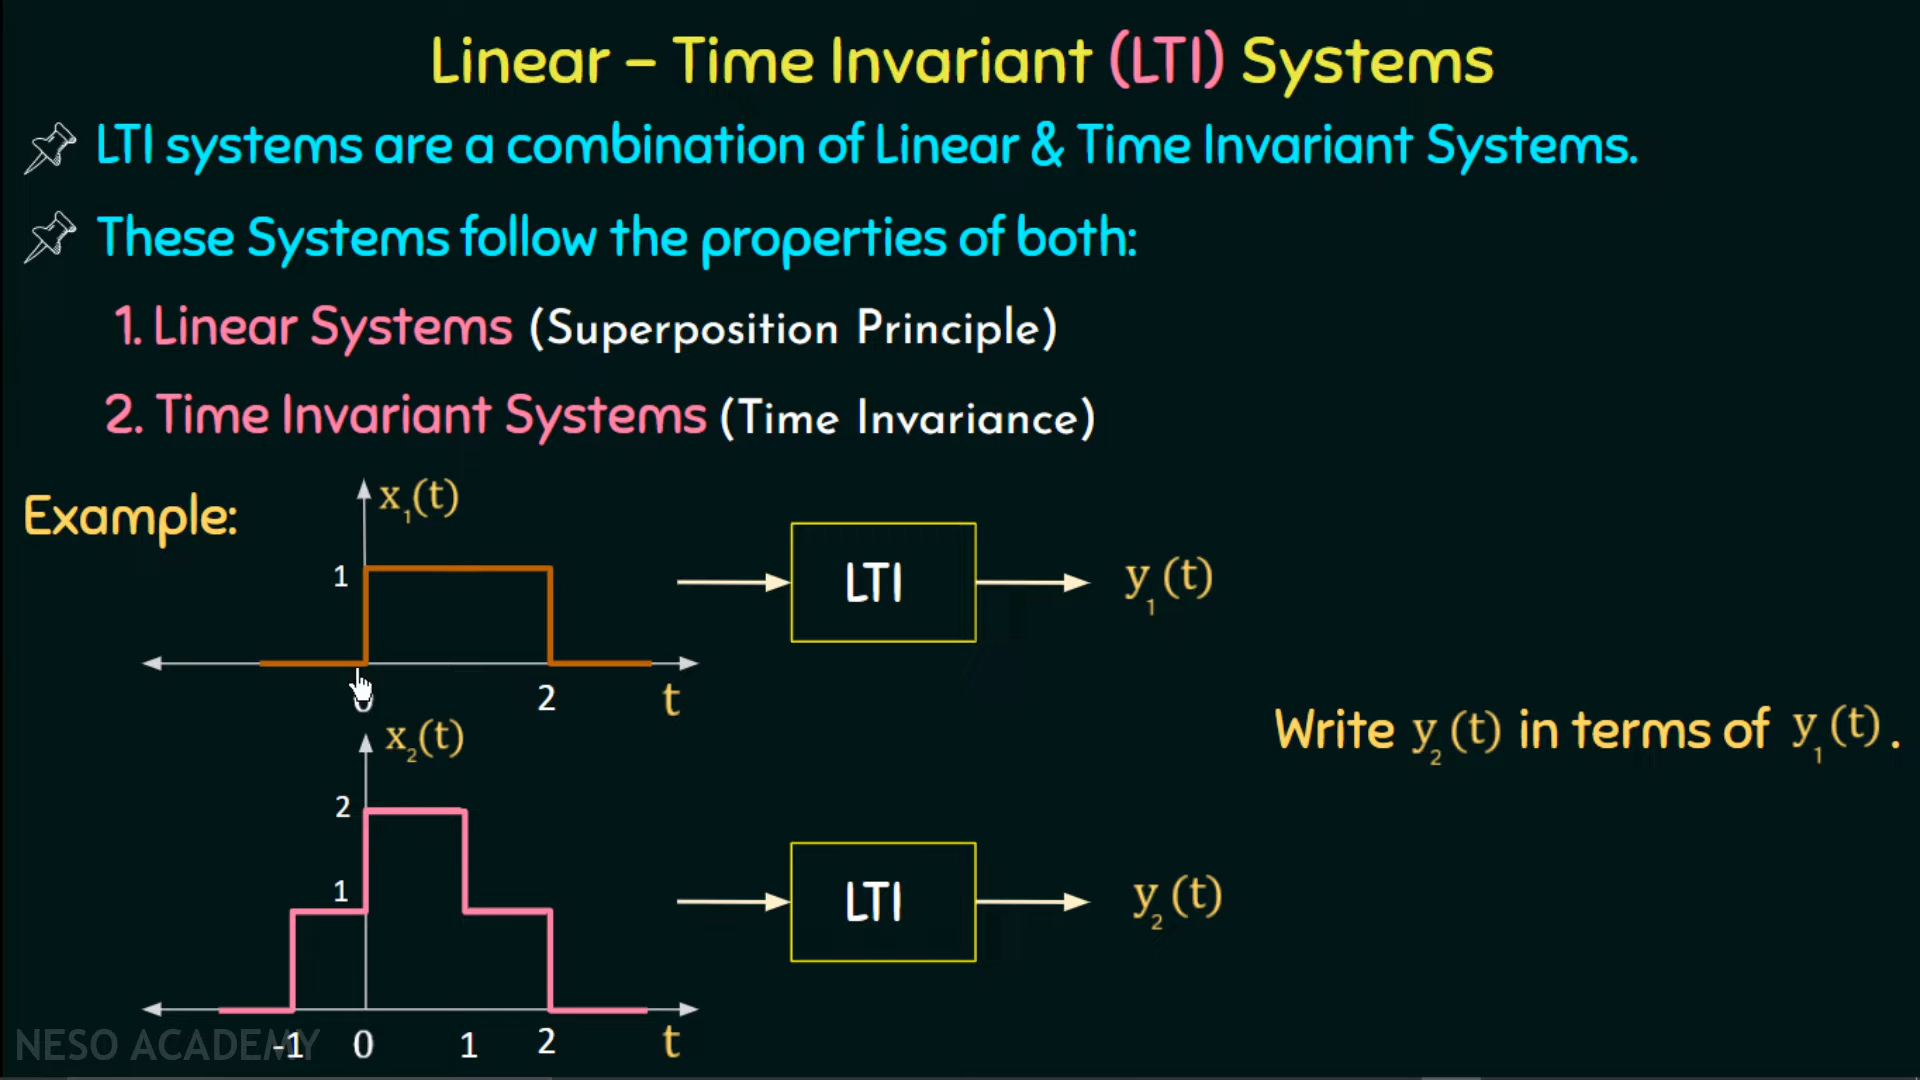 Linear – Time Invariant (LTI) Systems
LTI systems are a combination of Linear & Time Invariant Systems.
These Systems follow the properties of both:
1. Linear Systems (Superposition Principle)
2. Time Invariant Systems (Time Invariance)
Example:
x₁(t)
1
0 2 t
LTI
y₁(t)
x₂(t)
2
1
-1 0 1 2 t
LTI
y₂(t)
Write y₂(t) in terms of y₁(t).
NESO ACADEMY